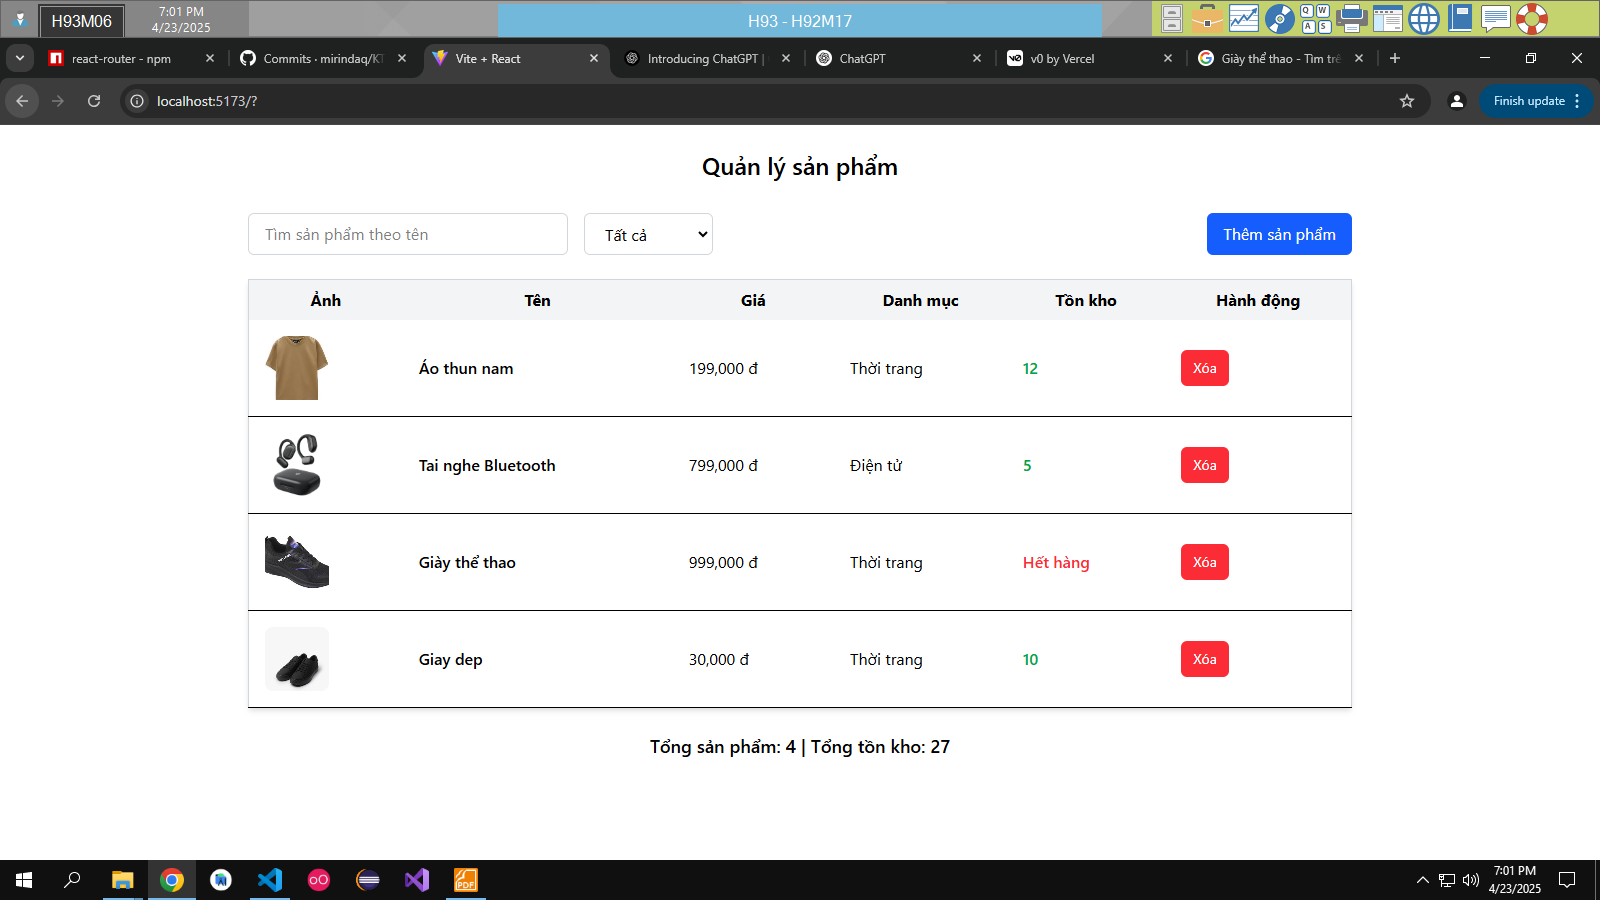 H93M06
7:01 PM
4/23/2025
H93 - H92M17
Q W
A S
react-router - npm
Commits · mirindaq/K
Vite + React
Introducing ChatGPT |
ChatGPT
v0 by Vercel
Giày thể thao - Tìm trê
localhost:5173/?
Finish update
Quản lý sản phẩm
Tìm sản phẩm theo tên
Tất cả
Thêm sản phẩm
Ảnh Tên Giá Danh mục Tồn kho Hành động
Áo thun nam 199,000 đ Thời trang 12 Xóa
Tai nghe Bluetooth 799,000 đ Điện tử 5 Xóa
Giày thể thao 999,000 đ Thời trang Hết hàng Xóa
Giay dep 30,000 đ Thời trang 10 Xóa
Tổng sản phẩm: 4 | Tổng tồn kho: 27
PDF
7:01 PM
4/23/2025